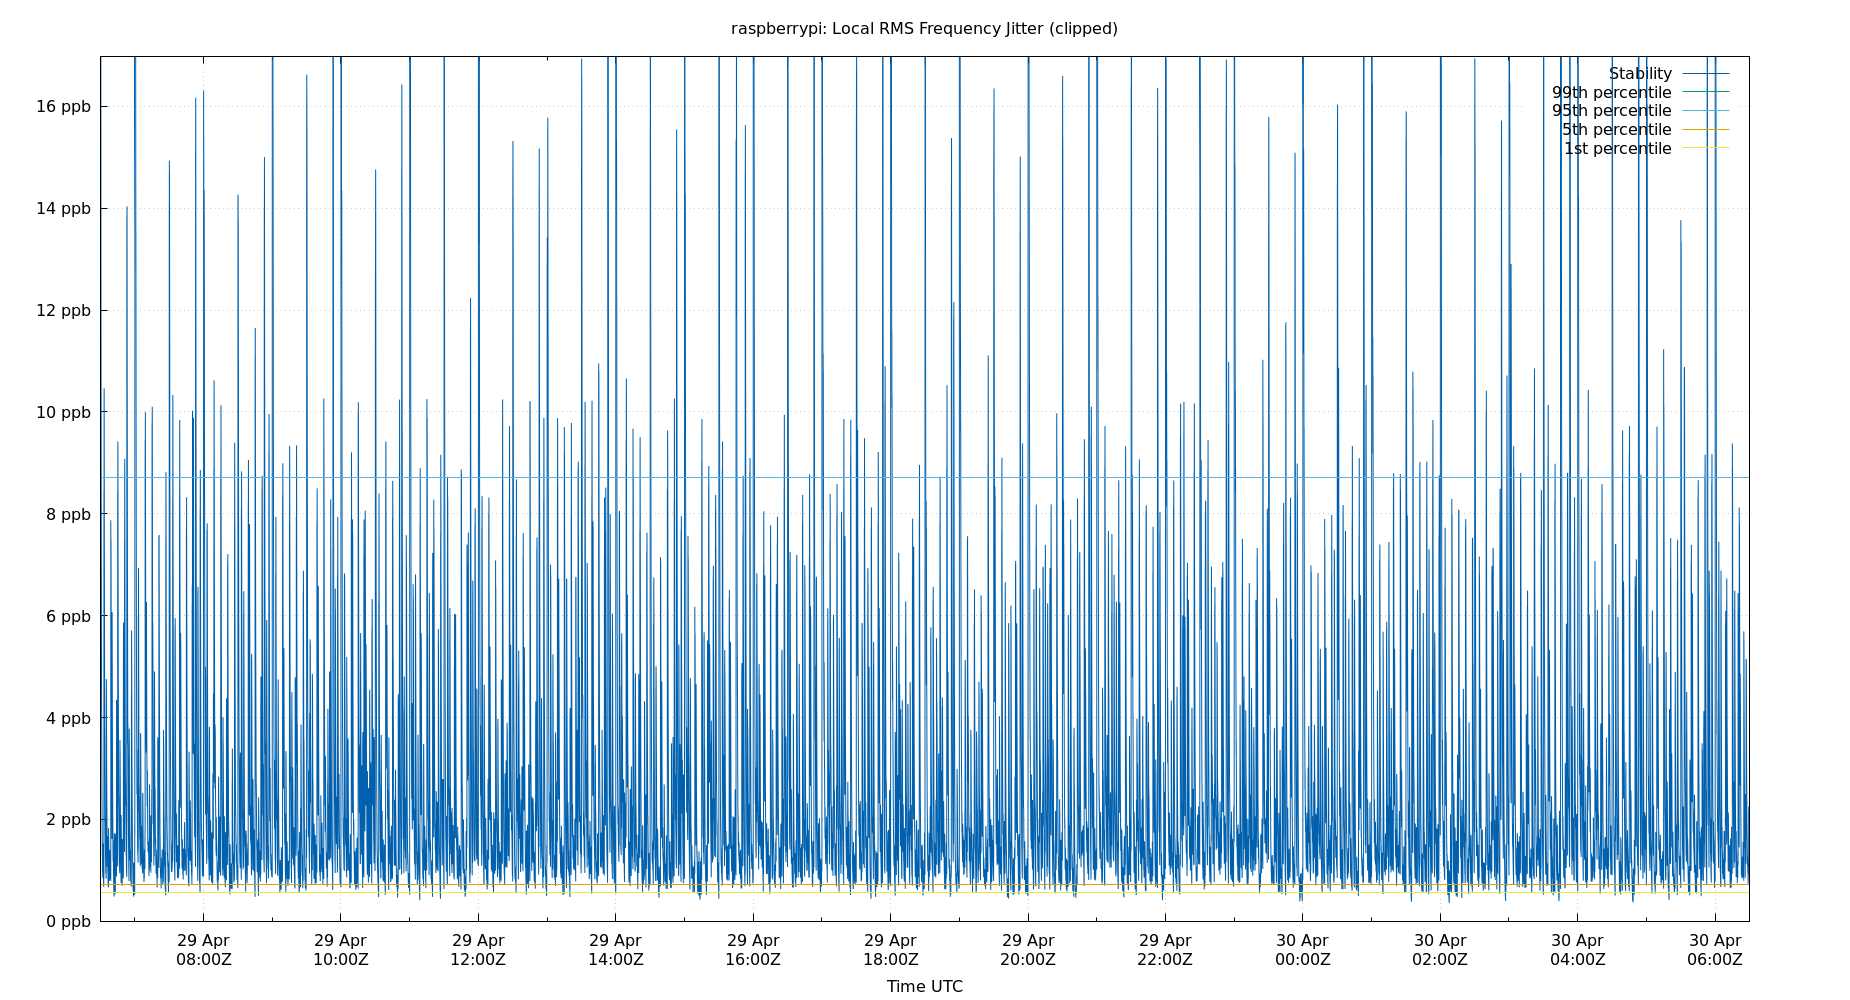 raspberrypi: Local RMS Frequency Jitter (clipped)
Stability
99th percentile
95th percentile
5th percentile
1st percentile
16 ppb
14 ppb
12 ppb
10 ppb
8 ppb
6 ppb
4 ppb
2 ppb
0 ppb
29 Apr 29 Apr 29 Apr 29 Apr 29 Apr 29 Apr 29 Apr 29 Apr 30 Apr 30 Apr 30 Apr 30 Apr
08:00Z 10:00Z 12:00Z 14:00Z 16:00Z 18:00Z 20:00Z 22:00Z 00:00Z 02:00Z 04:00Z 06:00Z
Time UTC